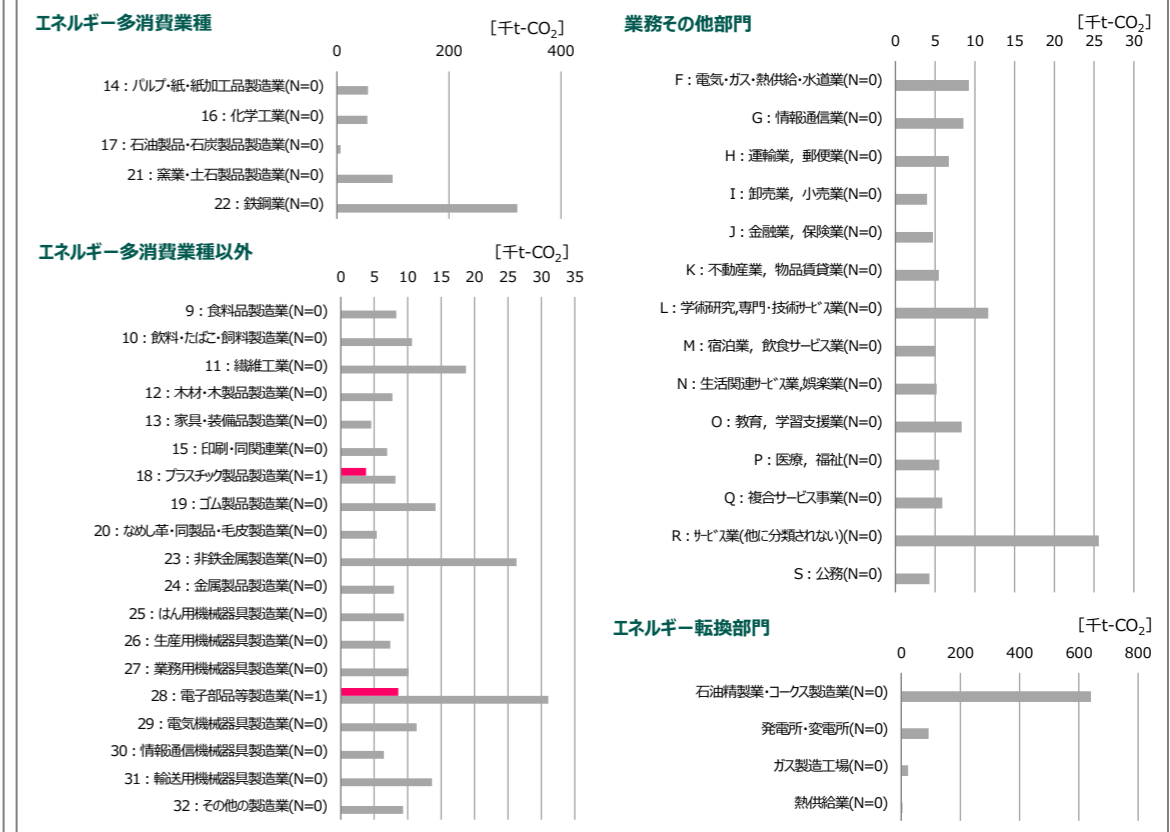 エネルギー多消費業種
[千t-CO₂]
0 200 400
14：パルプ・紙・紙加工品製造業(N=0)
16：化学工業(N=0)
17：石油製品・石炭製品製造業(N=0)
21：窯業・土石製品製造業(N=0)
22：鉄鋼業(N=0)
エネルギー多消費業種以外
[千t-CO₂]
0 5 10 15 20 25 30 35
9：食料品製造業(N=0)
10：飲料・たばこ・飼料製造業(N=0)
11：繊維工業(N=0)
12：木材・木製品製造業(N=0)
13：家具・装備品製造業(N=0)
15：印刷・同関連業(N=0)
18：プラスチック製品製造業(N=1)
19：ゴム製品製造業(N=0)
20：なめし革・同製品・毛皮製造業(N=0)
23：非鉄金属製造業(N=0)
24：金属製品製造業(N=0)
25：はん用機械器具製造業(N=0)
26：生産用機械器具製造業(N=0)
27：業務用機械器具製造業(N=0)
28：電子部品等製造業(N=1)
29：電気機械器具製造業(N=0)
30：情報通信機械器具製造業(N=0)
31：輸送用機械器具製造業(N=0)
32：その他の製造業(N=0)
業務その他部門
[千t-CO₂]
0 5 10 15 20 25 30
F：電気・ガス・熱供給・水道業(N=0)
G：情報通信業(N=0)
H：運輸業，郵便業(N=0)
I：卸売業，小売業(N=0)
J：金融業，保険業(N=0)
K：不動産業，物品賃貸業(N=0)
L：学術研究,専門・技術サービス業(N=0)
M：宿泊業，飲食サービス業(N=0)
N：生活関連サービス業,娯楽業(N=0)
O：教育，学習支援業(N=0)
P：医療，福祉(N=0)
Q：複合サービス事業(N=0)
R：サービス業(他に分類されない)(N=0)
S：公務(N=0)
エネルギー転換部門
[千t-CO₂]
0 200 400 600 800
石油精製業・コークス製造業(N=0)
発電所・変電所(N=0)
ガス製造工場(N=0)
熱供給業(N=0)